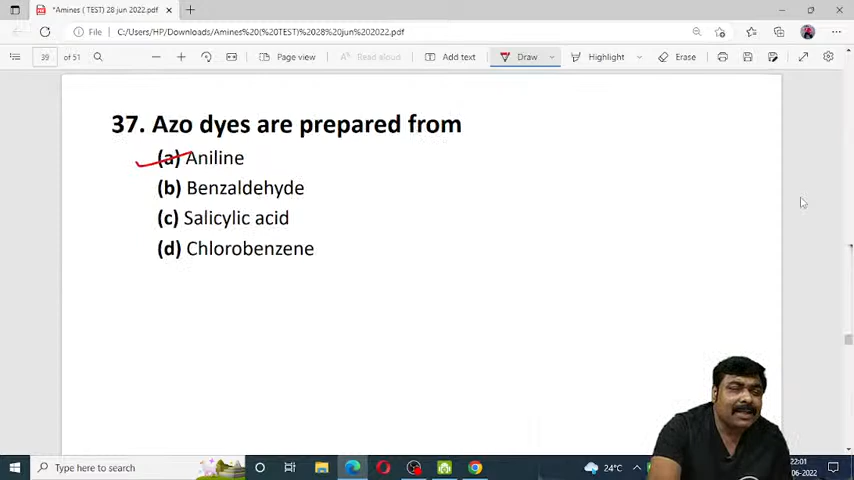 *Amines ( TEST) 28 jun 2022.pdf
File
C:/Users/HP/Downloads/Amines%20(%20TEST)%2028%20jun%202022.pdf
39 of 51
Page view
Read aloud
Add text
Draw
Highlight
Erase
37. Azo dyes are prepared from
(a) Aniline
(b) Benzaldehyde
(c) Salicylic acid
(d) Chlorobenzene
Type here to search
24°C
22:01
-06-2022